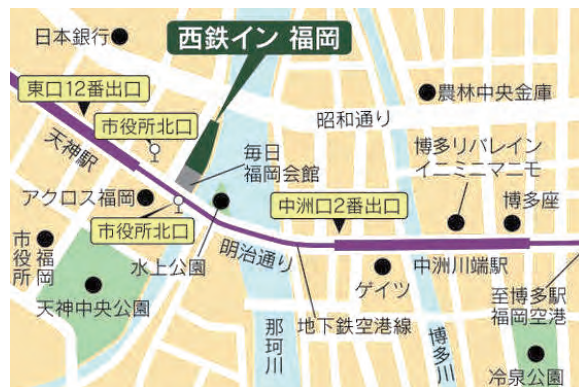 日本銀行
西鉄イン 福岡
東口12番出口
農林中央金庫
昭和通り
市役所北口
天神駅
毎日
福岡会館
博多リバレイン
イニミニマニモ
アクロス福岡
中洲口2番出口
博多座
市役所北口
福岡
市役所
水上公園
明治通り
中洲川端駅
天神中央公園
ゲイツ
至博多駅
福岡空港
那珂川
地下鉄空港線
博多川
冷泉公園